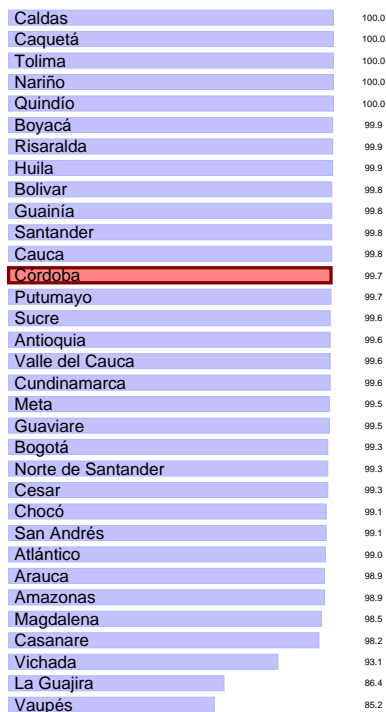 Caldas 100.0
Caquetá 100.0
Tolima 100.0
Nariño 100.0
Quindío 100.0
Boyacá 99.9
Risaralda 99.9
Huila 99.9
Bolivar 99.8
Guainía 99.8
Santander 99.8
Cauca 99.8
Córdoba 99.7
Putumayo 99.7
Sucre 99.6
Antioquia 99.6
Valle del Cauca 99.6
Cundinamarca 99.6
Meta 99.5
Guaviare 99.5
Bogotá 99.3
Norte de Santander 99.3
Cesar 99.3
Chocó 99.1
San Andrés 99.1
Atlántico 99.0
Arauca 98.9
Amazonas 98.9
Magdalena 98.5
Casanare 98.2
Vichada 93.1
La Guajira 86.4
Vaupés 85.2